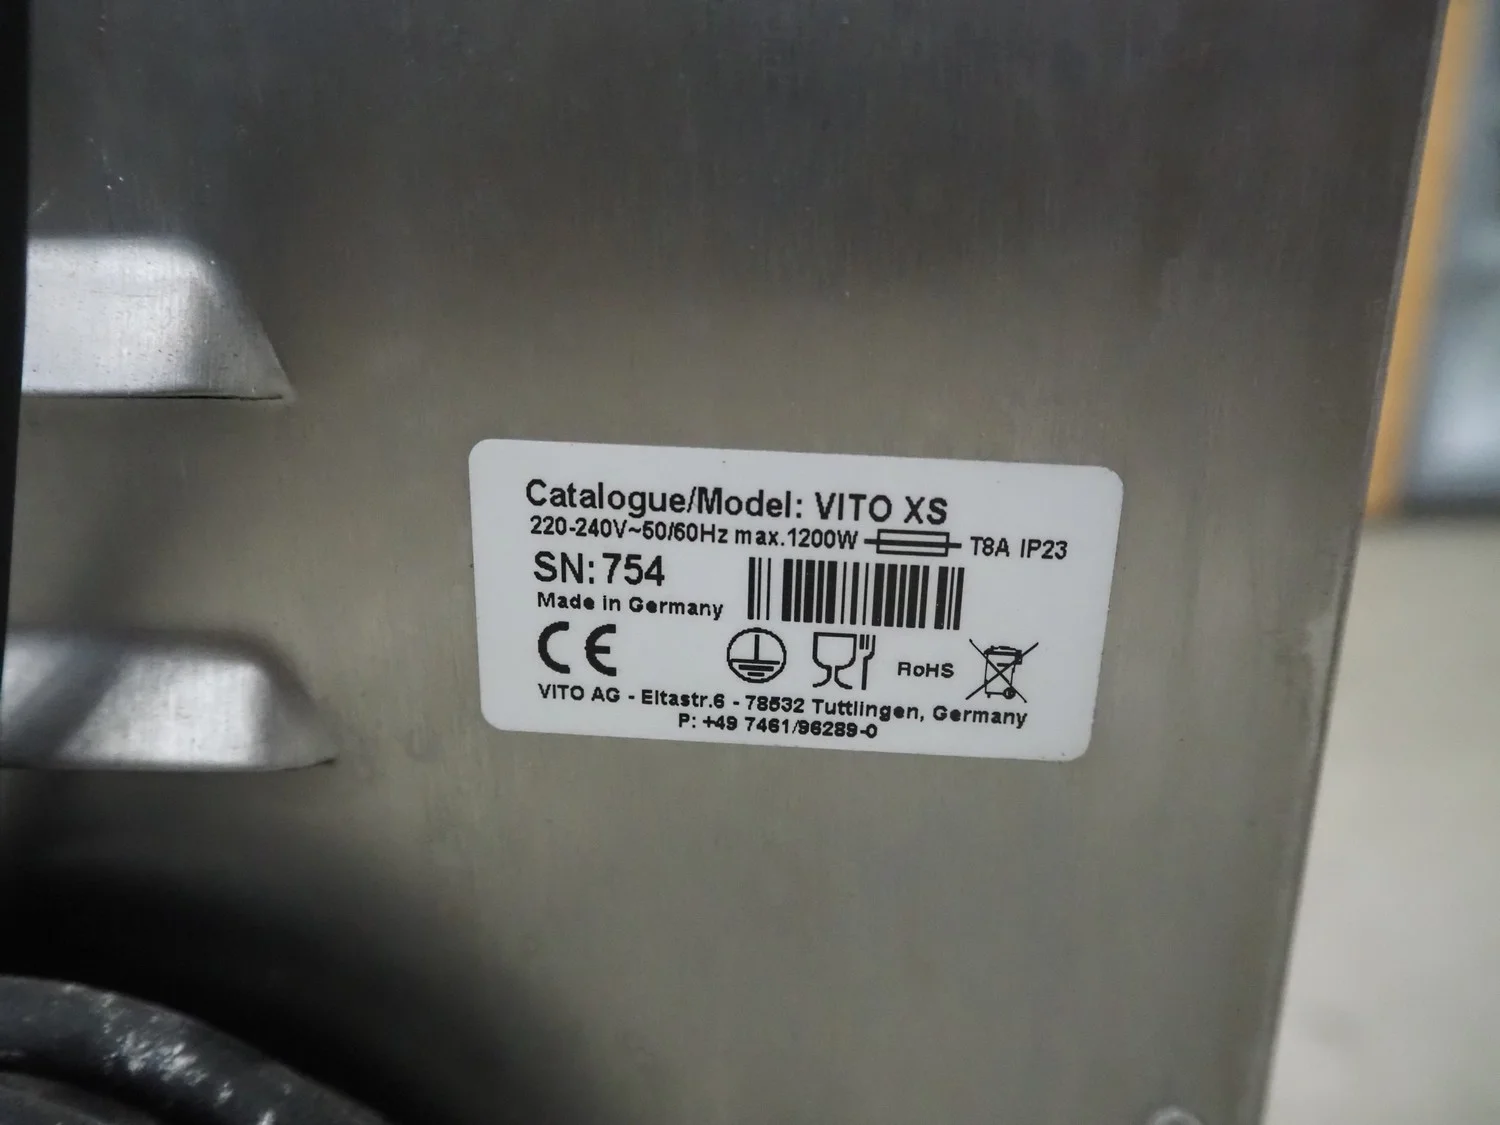 Catalogue/Model: VITO XS
220-240V~50/60Hz max.1200W T8A IP23
SN: 754
Made in Germany
CE
RoHS
VITO AG - Eltastr.6 - 78532 Tuttlingen, Germany
P: +49 7461/96289-0